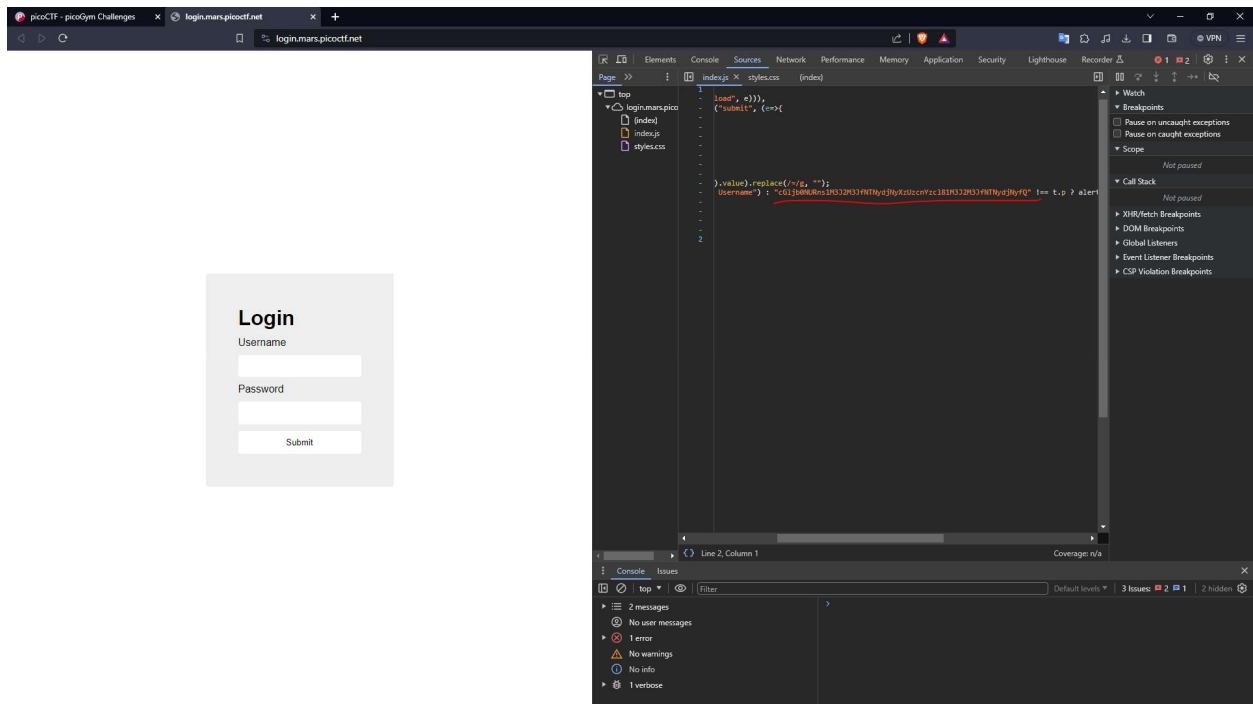 picoCTF - picoGym Challenges
login.mars.picoctf.net
login.mars.picoctf.net
VPN
Login
Username
Password
Submit
Elements Console Sources Network Performance Memory Application Security Lighthouse Recorder 1 2
Page index.js styles.css (index)
top
login.mars.pico
(index)
index.js
styles.css
1
load", e))),
("submit", (e=>{
).value).replace(/=/g, "");
Username") : !== t.p ? alert
2
Line 2, Column 1 Coverage: n/a
Watch
Breakpoints
Pause on uncaught exceptions
Pause on caught exceptions
Scope
Not paused
Call Stack
Not paused
XHR/fetch Breakpoints
DOM Breakpoints
Global Listeners
Event Listener Breakpoints
CSP Violation Breakpoints
Console Issues
top Filter Default levels 3 Issues: 2 1 2 hidden
2 messages
No user messages
1 error
No warnings
No info
1 verbose